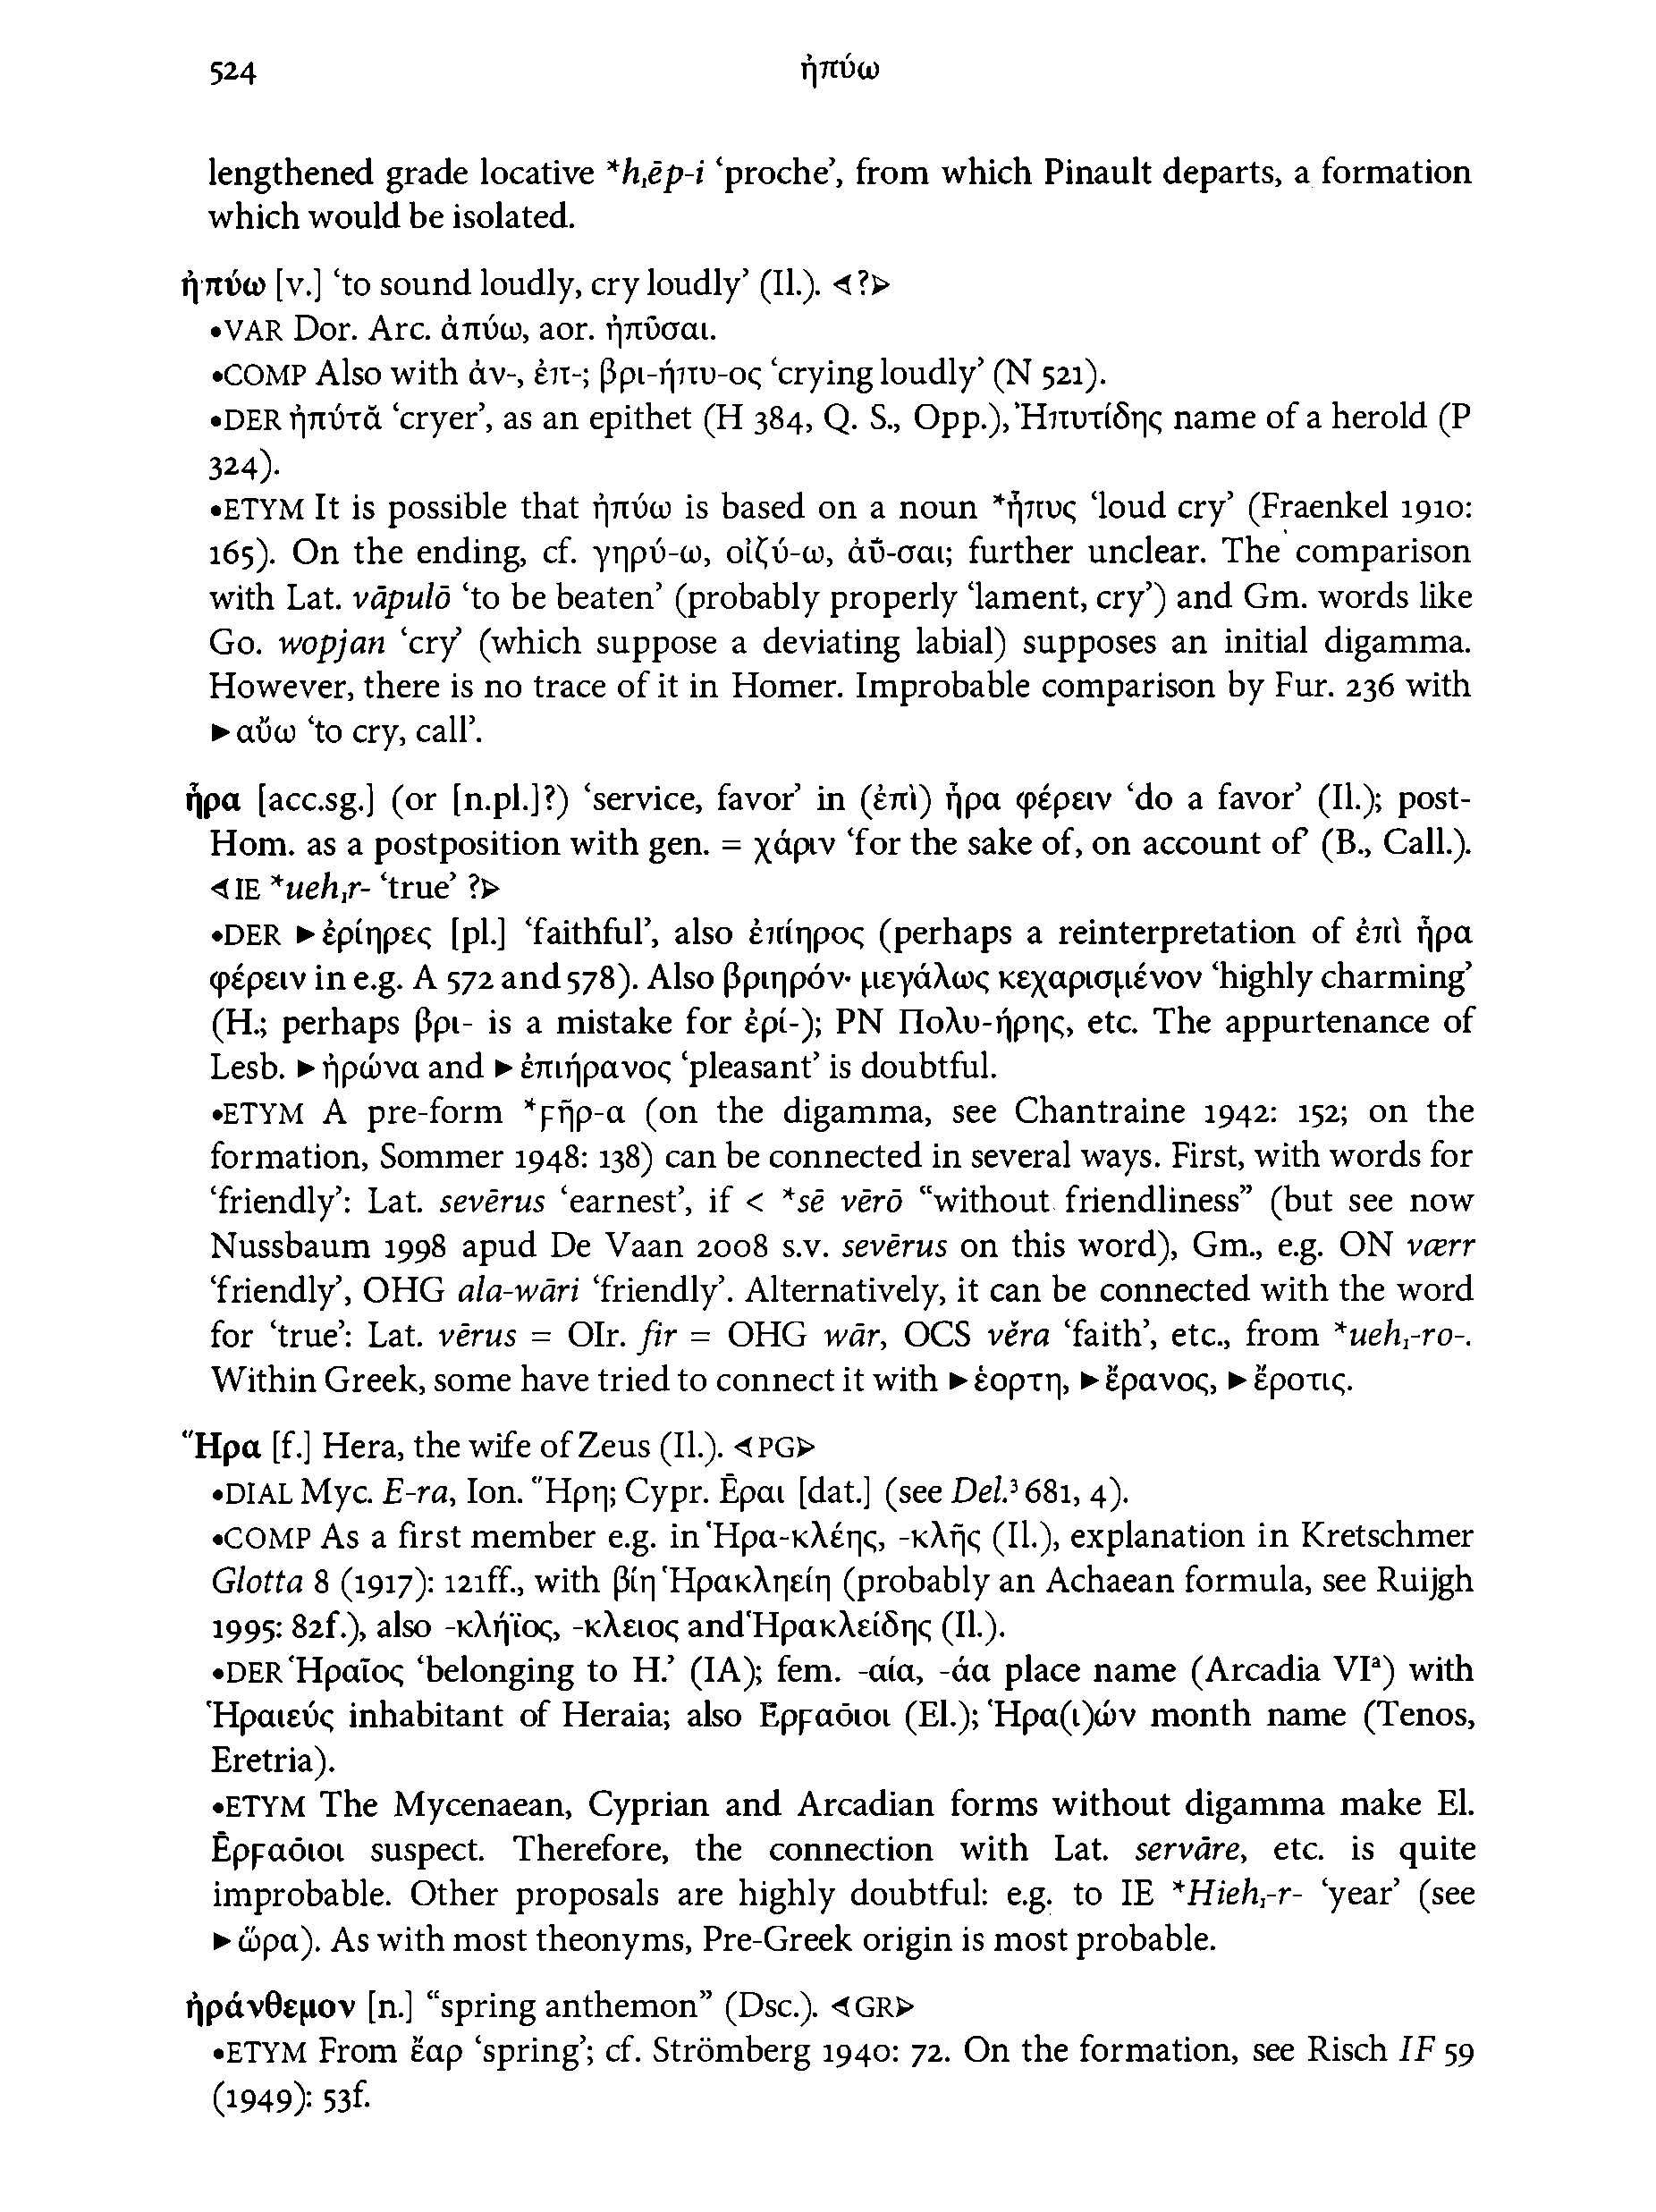 524 ἠπύω
lengthened grade locative *h₁ēp-i ‘proche’, from which Pinault departs, a formation
which would be isolated.
ἠπύω [v.] ‘to sound loudly, cry loudly’ (Il.). ⊲?⊳
•VAR Dor. Arc. ἀπύω, aor. ἠπῦσαι.
•COMP Also with ἀν-, ἐπ-; βρι-ήπυ-ος ‘crying loudly’ (N 521).
•DER ἠπύτᾰ ‘cryer’, as an epithet (H 384, Q. S., Opp.), Ἠπυτίδης name of a herold (P
324).
•ETYM It is possible that ἠπύω is based on a noun *ἦπυς ‘loud cry’ (Fraenkel 1910:
165). On the ending, cf. γηρύ-ω, οἰζύ-ω, ἀῦ-σαι; further unclear. The comparison
with Lat. vāpulō ‘to be beaten’ (probably properly ‘lament, cry’) and Gm. words like
Go. wopjan ‘cry’ (which suppose a deviating labial) supposes an initial digamma.
However, there is no trace of it in Homer. Improbable comparison by Fur. 236 with
►αὔω ‘to cry, call’.
ἦρα [acc.sg.] (or [n.pl.]?) ‘service, favor’ in (ἐπὶ) ἦρα φέρειν ‘do a favor’ (Il.); post-
Hom. as a postposition with gen. = χάριν ‘for the sake of, on account of’ (B., Call.).
⊲IE *ueh₁r- ‘true’ ?⊳
•DER ►ἐρίηρες [pl.] ‘faithful’, also ἐπίηρος (perhaps a reinterpretation of ἐπὶ ἦρα
φέρειν in e.g. A 572 and 578). Also βριηρόν· μεγάλως κεχαρισμένον ‘highly charming’
(H.; perhaps βρι- is a mistake for ἐρί-); PN Πολυ-ήρης, etc. The appurtenance of
Lesb. ►ἠρώνα and ►ἐπιήρανος ‘pleasant’ is doubtful.
•ETYM A pre-form *ϝῆρ-α (on the digamma, see Chantraine 1942: 152; on the
formation, Sommer 1948: 138) can be connected in several ways. First, with words for
‘friendly’: Lat. sevērus ‘earnest’, if < *sē vērō “without friendliness” (but see now
Nussbaum 1998 apud De Vaan 2008 s.v. sevērus on this word), Gm., e.g. ON værr
‘friendly’, OHG ala-wāri ‘friendly’. Alternatively, it can be connected with the word
for ‘true’: Lat. vērus = OIr. fír = OHG wār, OCS věra ‘faith’, etc., from *ueh₁-ro-.
Within Greek, some have tried to connect it with ►ἑορτη, ►ἔρανος, ►ἔροτις.
Ἥρα [f.] Hera, the wife of Zeus (Il.). ⊲PG⊳
•DIAL Myc. E-ra, Ion. Ἥρη; Cypr. Ἐ̄ραι [dat.] (see Del.³ 681, 4).
•COMP As a first member e.g. in Ἡρα-κλέης, -κλῆς (Il.), explanation in Kretschmer
Glotta 8 (1917): 121ff., with βίη Ἡρακληείη (probably an Achaean formula, see Ruijgh
1995: 82f.), also -κλήϊος, -κλειος and Ἡρακλείδης (Il.).
•DER Ἡραῖος ‘belonging to H.’ (IA); fem. -αία, -άα place name (Arcadia VIᵃ) with
Ἡραιεύς inhabitant of Heraia; also Ε̄ρϝαο̄ιοι (El.); Ἡρα(ι)ών month name (Tenos,
Eretria).
•ETYM The Mycenaean, Cyprian and Arcadian forms without digamma make El.
Ε̄ρϝαο̄ιοι suspect. Therefore, the connection with Lat. servāre, etc. is quite
improbable. Other proposals are highly doubtful: e.g. to IE *Hieh₁-r- ‘year’ (see
►ὥρα). As with most theonyms, Pre-Greek origin is most probable.
ἠράνθεμον [n.] “spring anthemon” (Dsc.). ⊲GR⊳
•ETYM From ἔαρ ‘spring’; cf. Strömberg 1940: 72. On the formation, see Risch IF 59
(1949): 53f.